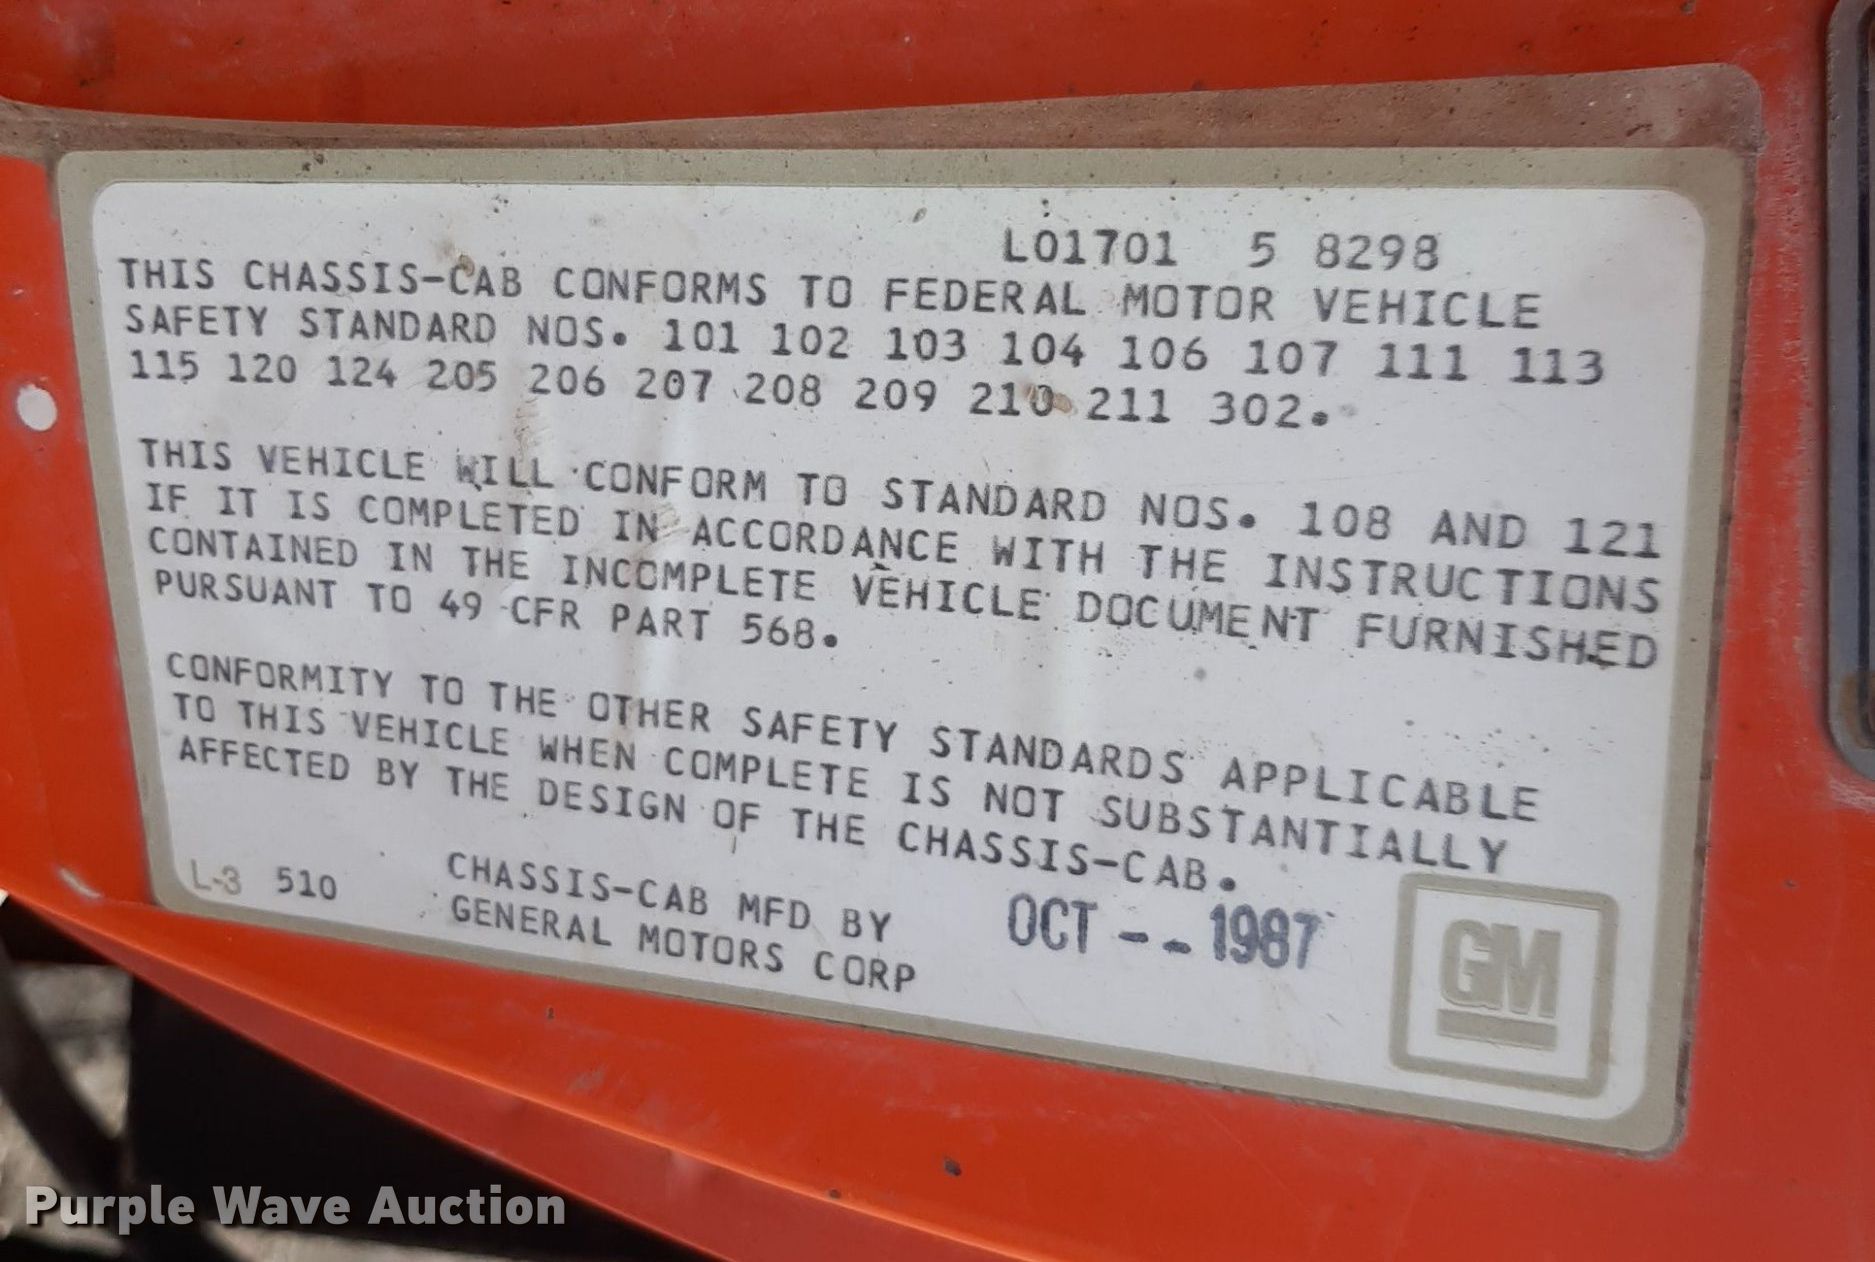 L01701 5 8298
THIS CHASSIS-CAB CONFORMS TO FEDERAL MOTOR VEHICLE
SAFETY STANDARD NOS. 101 102 103 104 106 107 111 113
115 120 124 205 206 207 208 209 210 211 302.
THIS VEHICLE WILL CONFORM TO STANDARD NOS. 108 AND 121
IF IT IS COMPLETED IN ACCORDANCE WITH THE INSTRUCTIONS
CONTAINED IN THE INCOMPLETE VEHICLE DOCUMENT FURNISHED
PURSUANT TO 49 CFR PART 568.
CONFORMITY TO THE OTHER SAFETY STANDARDS APPLICABLE
TO THIS VEHICLE WHEN COMPLETE IS NOT SUBSTANTIALLY
AFFECTED BY THE DESIGN OF THE CHASSIS-CAB.
L-3 510
CHASSIS-CAB MFD BY
GENERAL MOTORS CORP
OCT -- 1987
GM
Purple Wave Auction